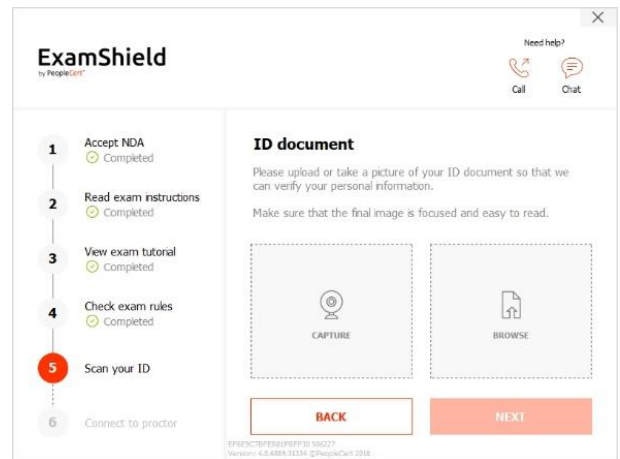 ExamShield
by PeopleCert
Need help?
Call
Chat
1
Accept NDA
Completed
2
Read exam instructions
Completed
3
View exam tutorial
Completed
4
Check exam rules
Completed
5
Scan your ID
6
Connect to proctor
ID document
Please upload or take a picture of your ID document so that we
can verify your personal information.
Make sure that the final image is focused and easy to read.
CAPTURE
BROWSE
BACK
NEXT
©PeopleCert 2018